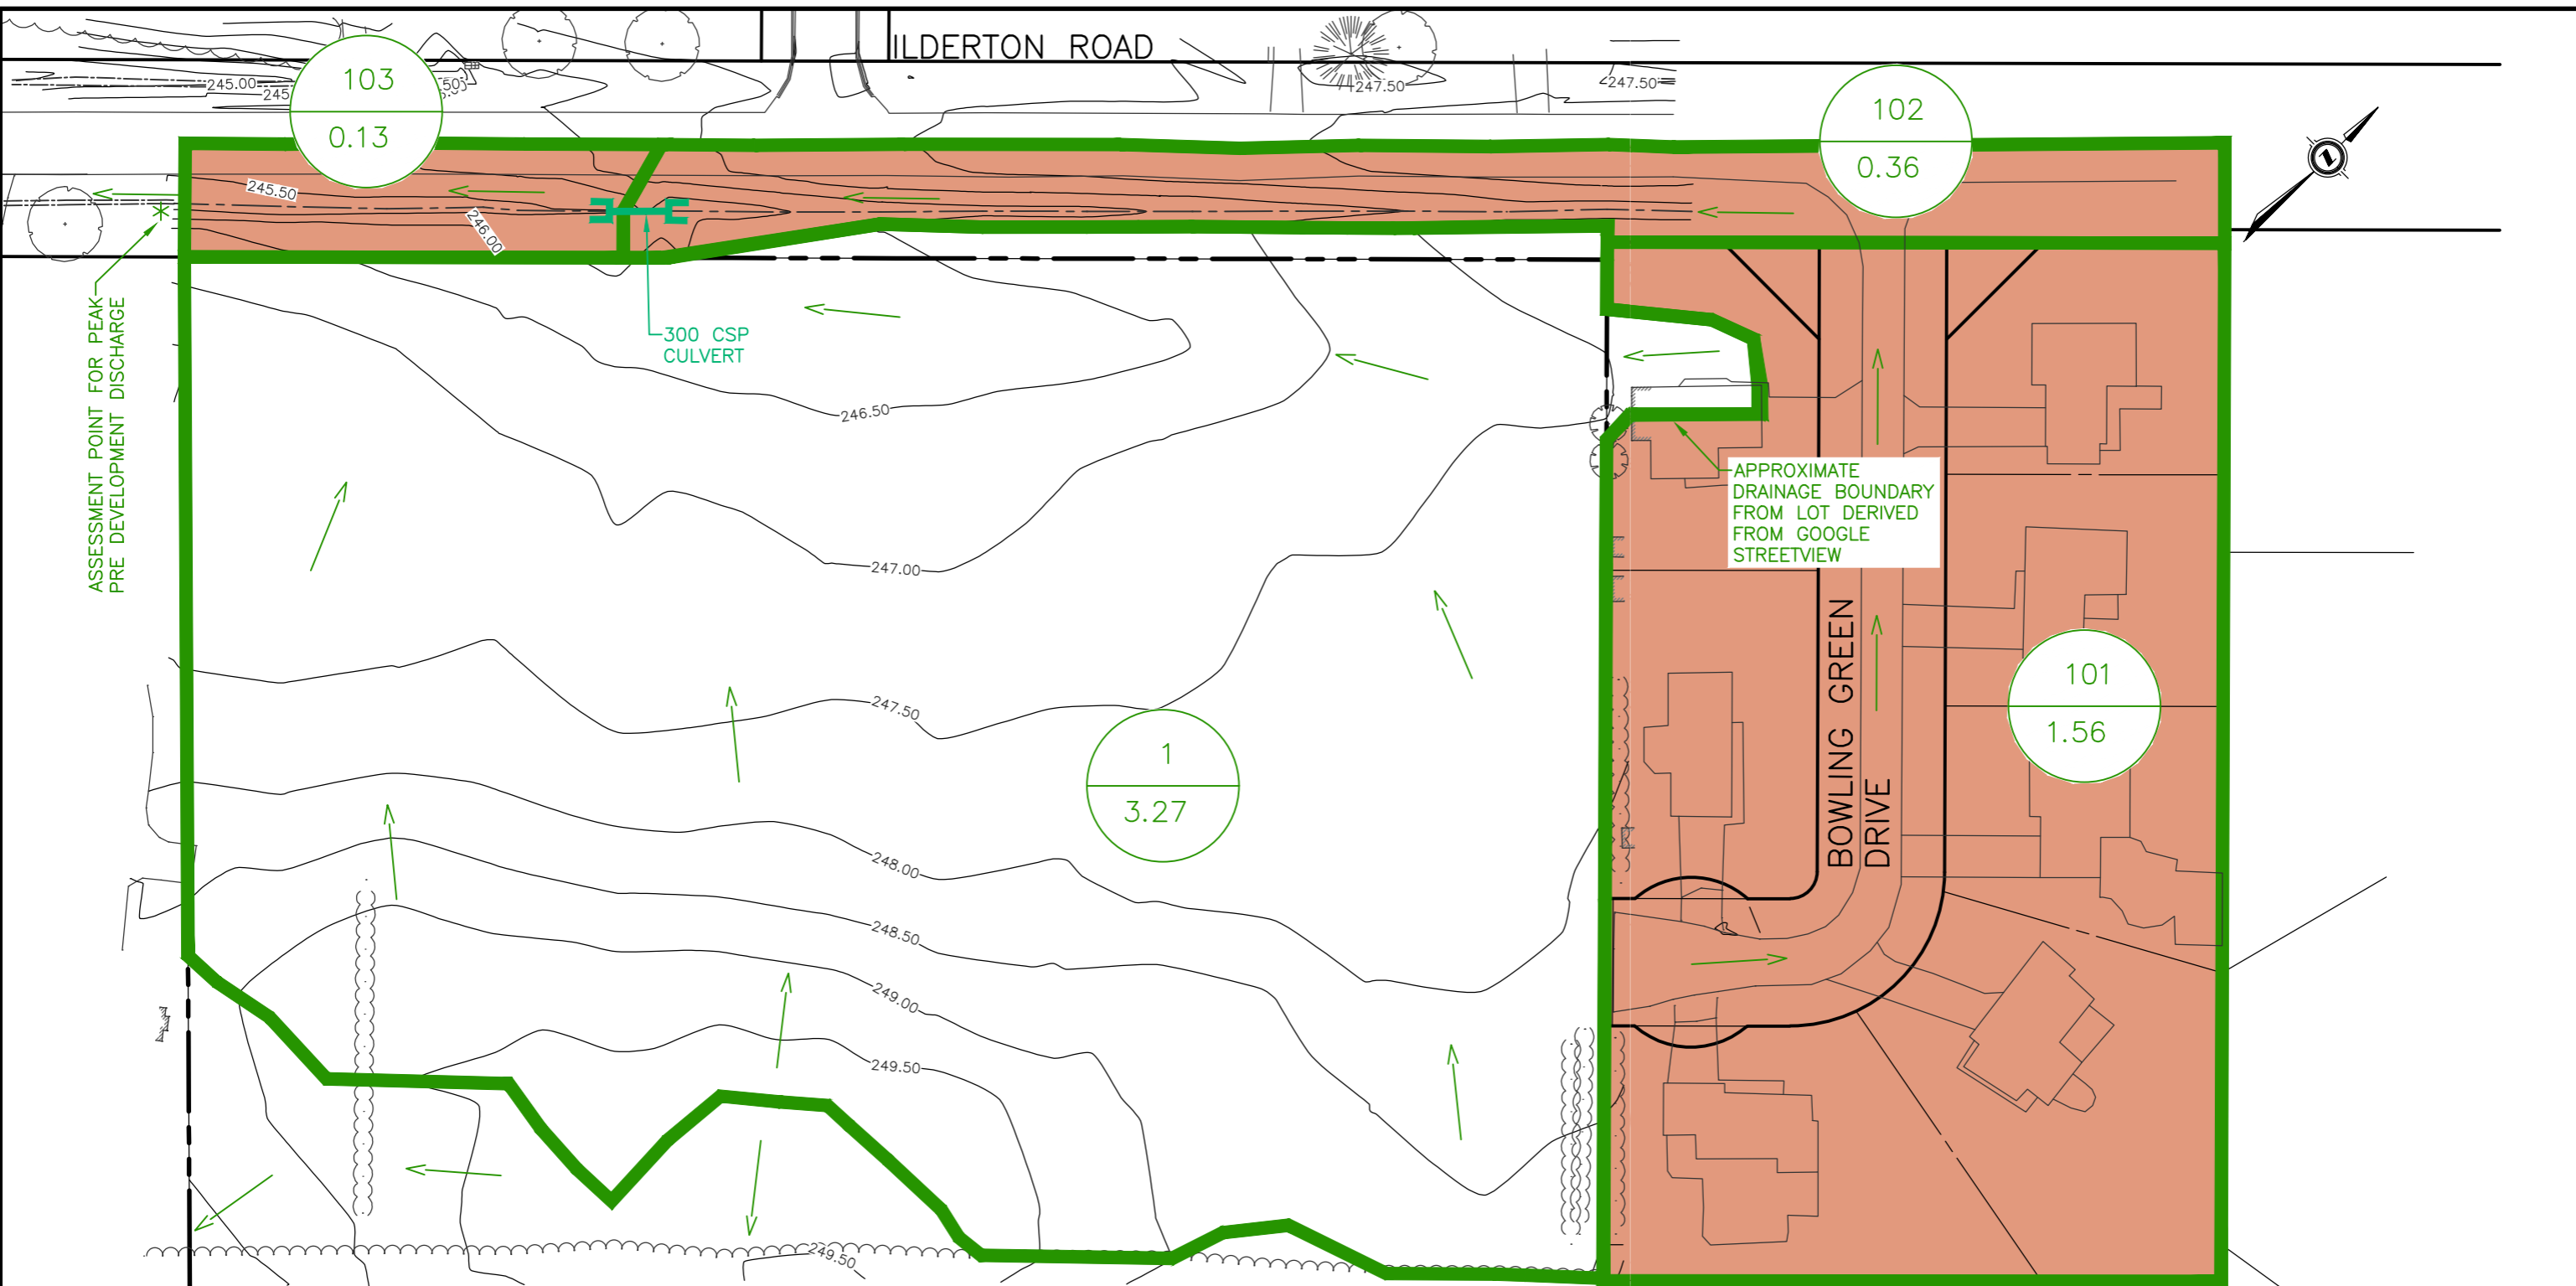 ILDERTON ROAD
245.00
245
50
247.50
247.50
103
0.13
102
0.36
N
245.50
246.00
ASSESSMENT POINT FOR PEAK
PRE DEVELOPMENT DISCHARGE
300 CSP
CULVERT
246.50
APPROXIMATE
DRAINAGE BOUNDARY
FROM LOT DERIVED
FROM GOOGLE
STREETVIEW
247.00
BOWLING GREEN
DRIVE
101
1.56
247.50
1
3.27
248.00
248.50
249.00
249.50
249.50